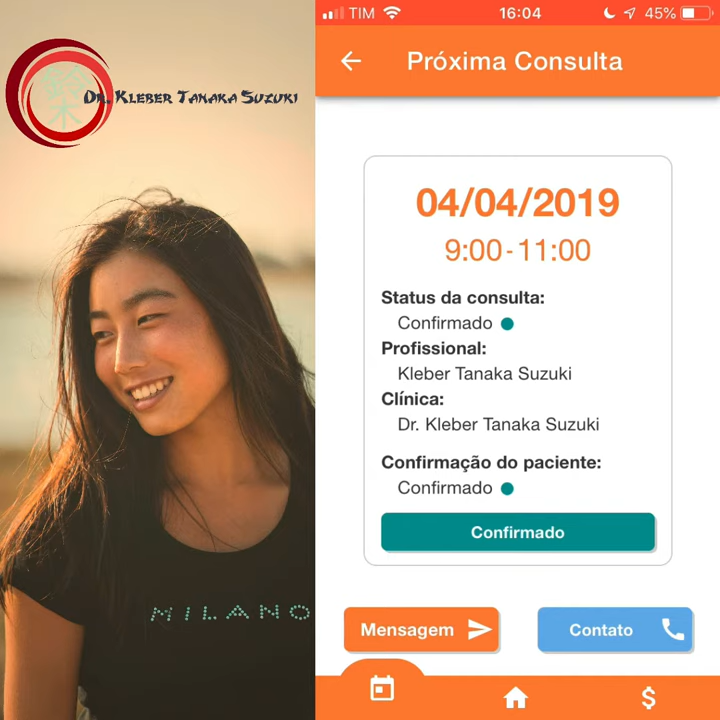 鈴木
DR. KLEBER TANAKA SUZUKI
MILANO
TIM 16:04 45%
Próxima Consulta
04/04/2019
9:00-11:00
Status da consulta:
Confirmado
Profissional:
Kleber Tanaka Suzuki
Clínica:
Dr. Kleber Tanaka Suzuki
Confirmação do paciente:
Confirmado
Confirmado
Mensagem Contato
$